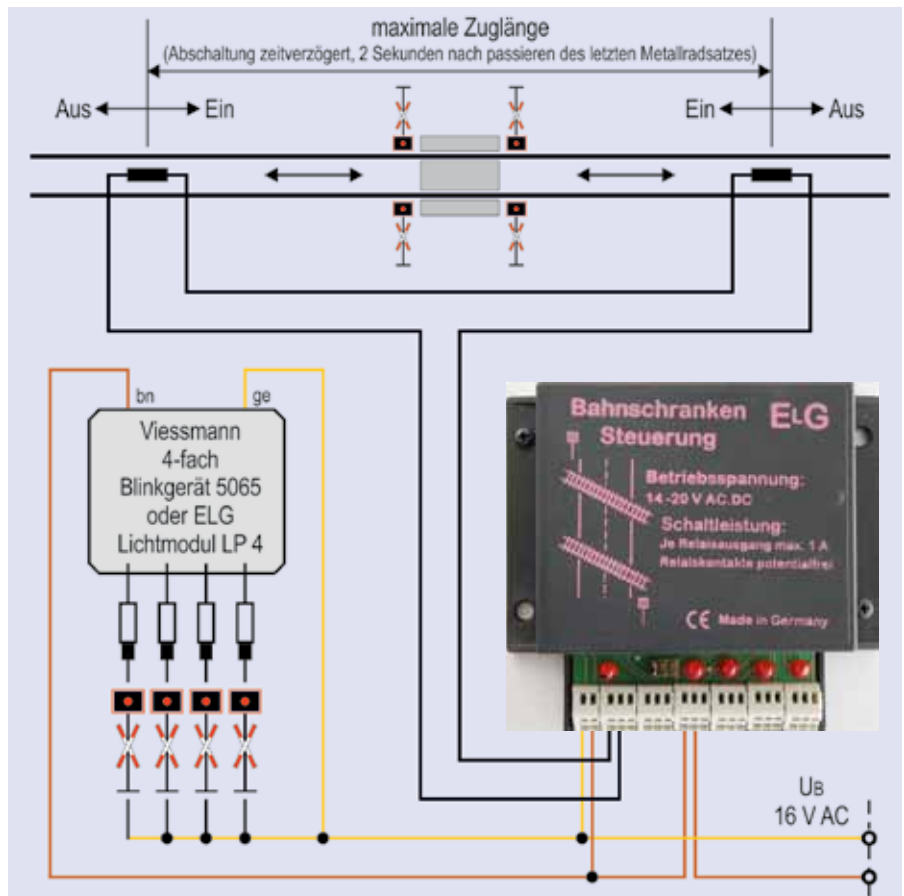 maximale Zuglänge
(Abschaltung zeitverzögert, 2 Sekunden nach passieren des letzten Metallradsatzes)
Aus Ein
Ein Aus
bn ge
Viessmann
4-fach
Blinkgerät 5065
oder ELG
Lichtmodul LP 4
Bahnschranken ELG
Steuerung
Betriebsspannung:
14 -20 V AC.DC
Schaltleistung:
Je Relaisausgang max. 1 A
Relaiskontakte potentialfrei
CE Made in Germany
UB
16 V AC